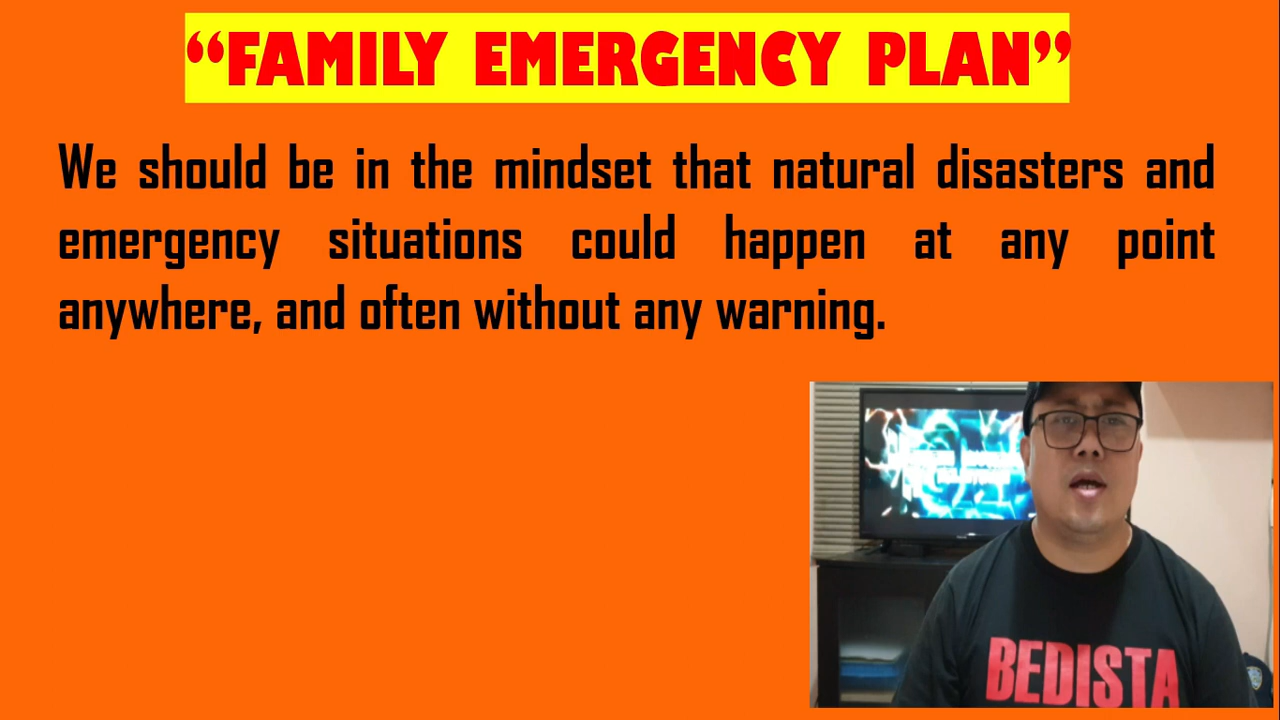 “FAMILY EMERGENCY PLAN”
We should be in the mindset that natural disasters and
emergency situations could happen at any point
anywhere, and often without any warning.
BEDISTA